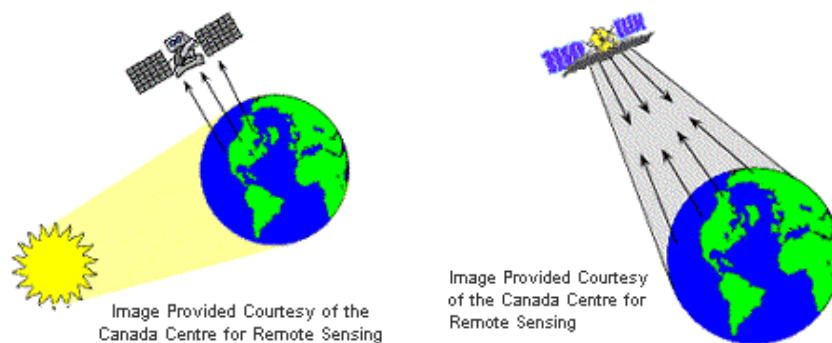 Image Provided Courtesy of the
Canada Centre for Remote Sensing
Image Provided Courtesy
of the Canada Centre for
Remote Sensing